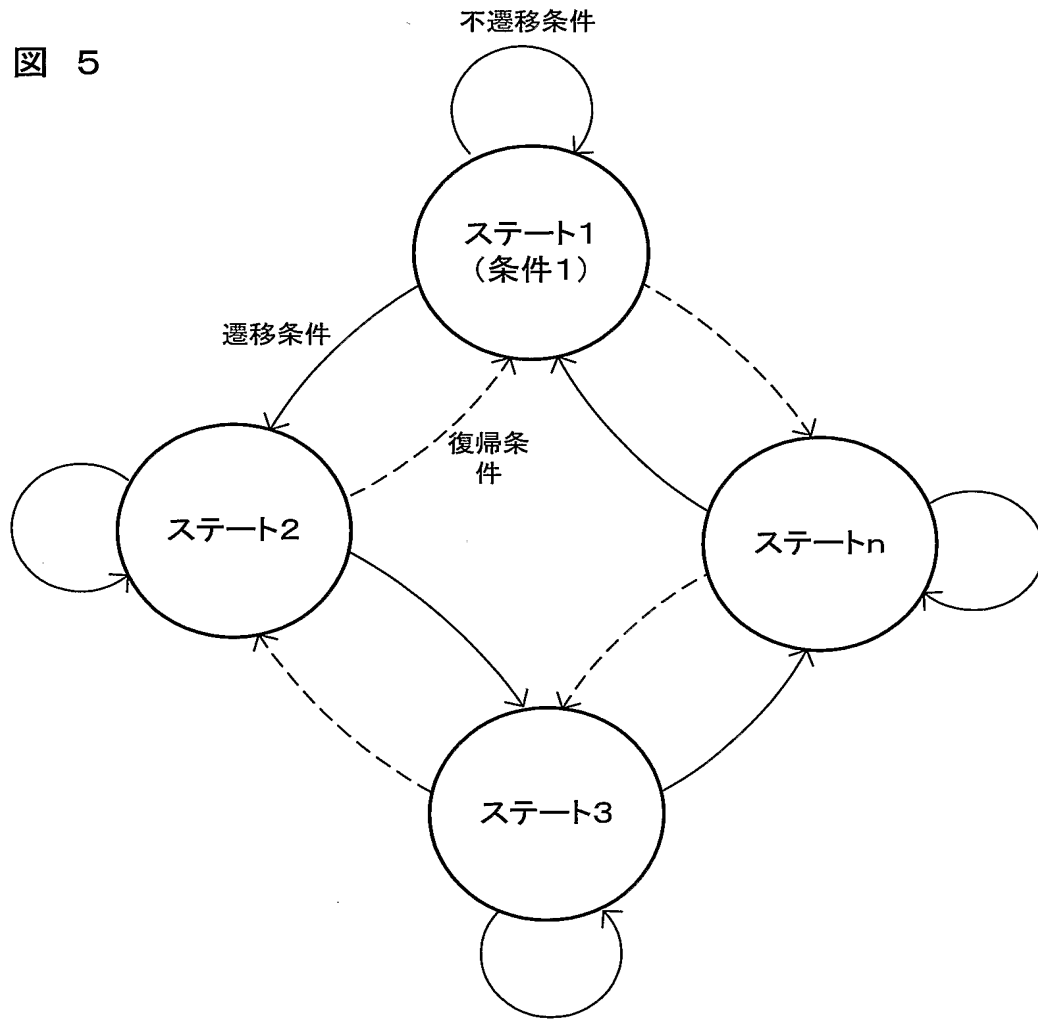 不遷移条件
図 5
ステート1
(条件1)
遷移条件
復帰条
件
ステート2
ステートn
ステート3